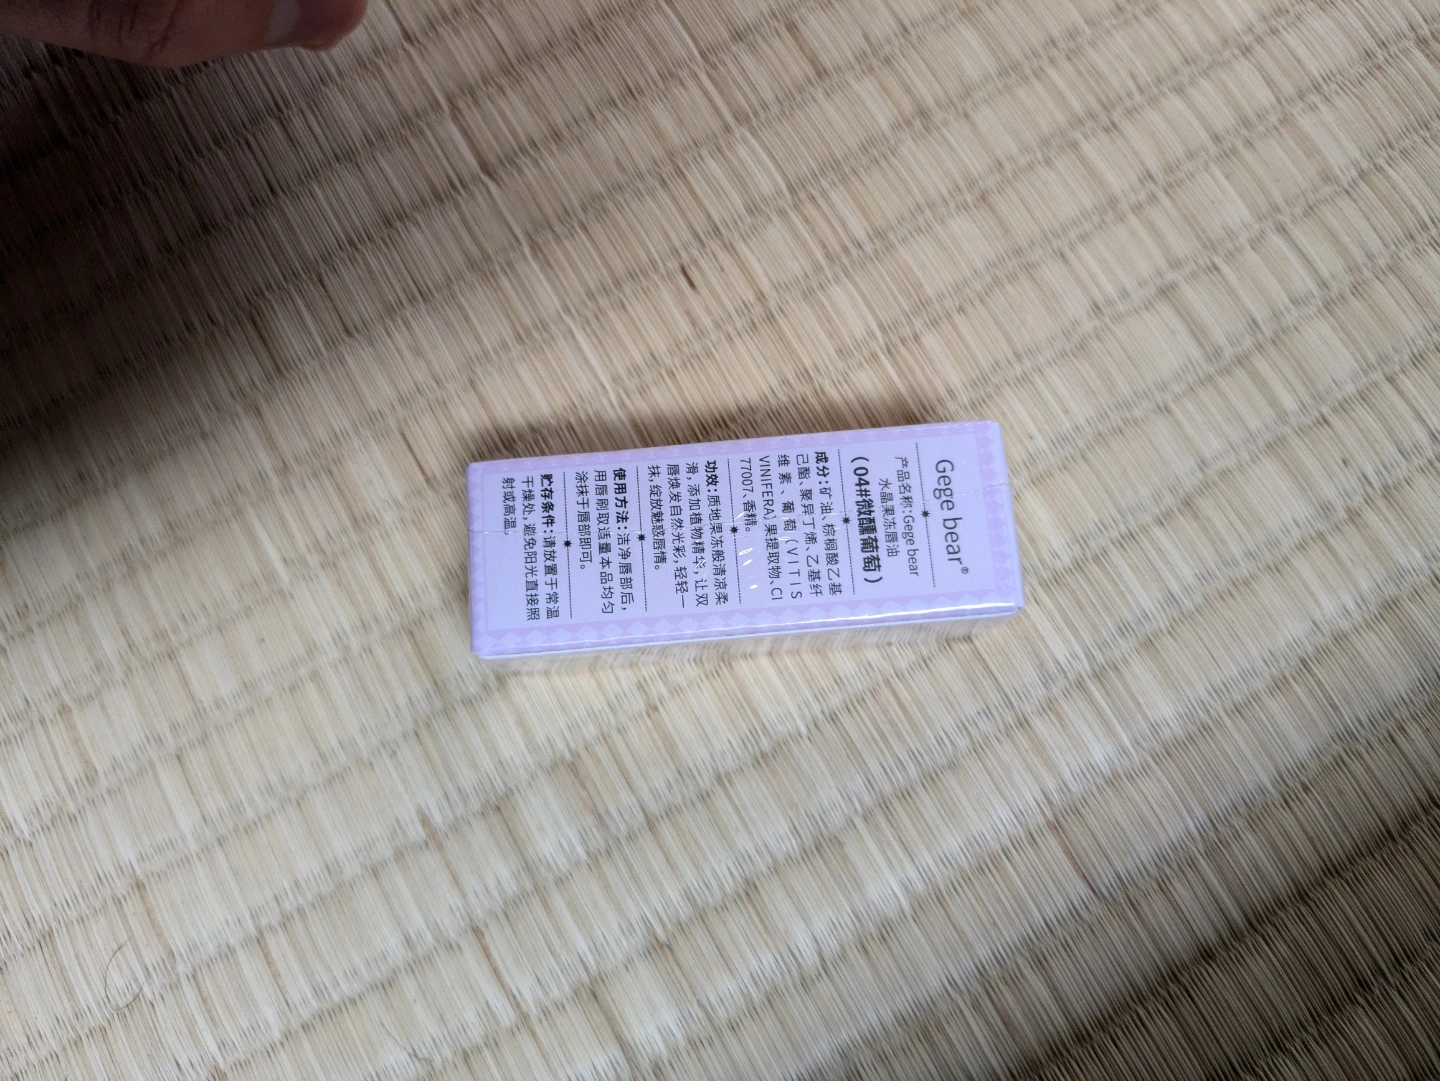 Gege bear®
产品名称:Gege bear
水晶果冻唇油
(04#微醺葡萄)
成分:矿油、棕榈酸乙基
己酯、聚异丁烯、乙基纤
维素、葡萄(VITIS
VINIFERA)果提取物、CI
77007、香精。
功效:质地果冻般清凉柔
滑,添加植物精华,让双
唇焕发自然光彩,轻轻一
抹,绽放魅惑唇情。
使用方法:洁净唇部后,
用唇刷取适量本品均匀
涂抹于唇部即可。
贮存条件:请放置于常温
干燥处,避免阳光直接照
射或高温。